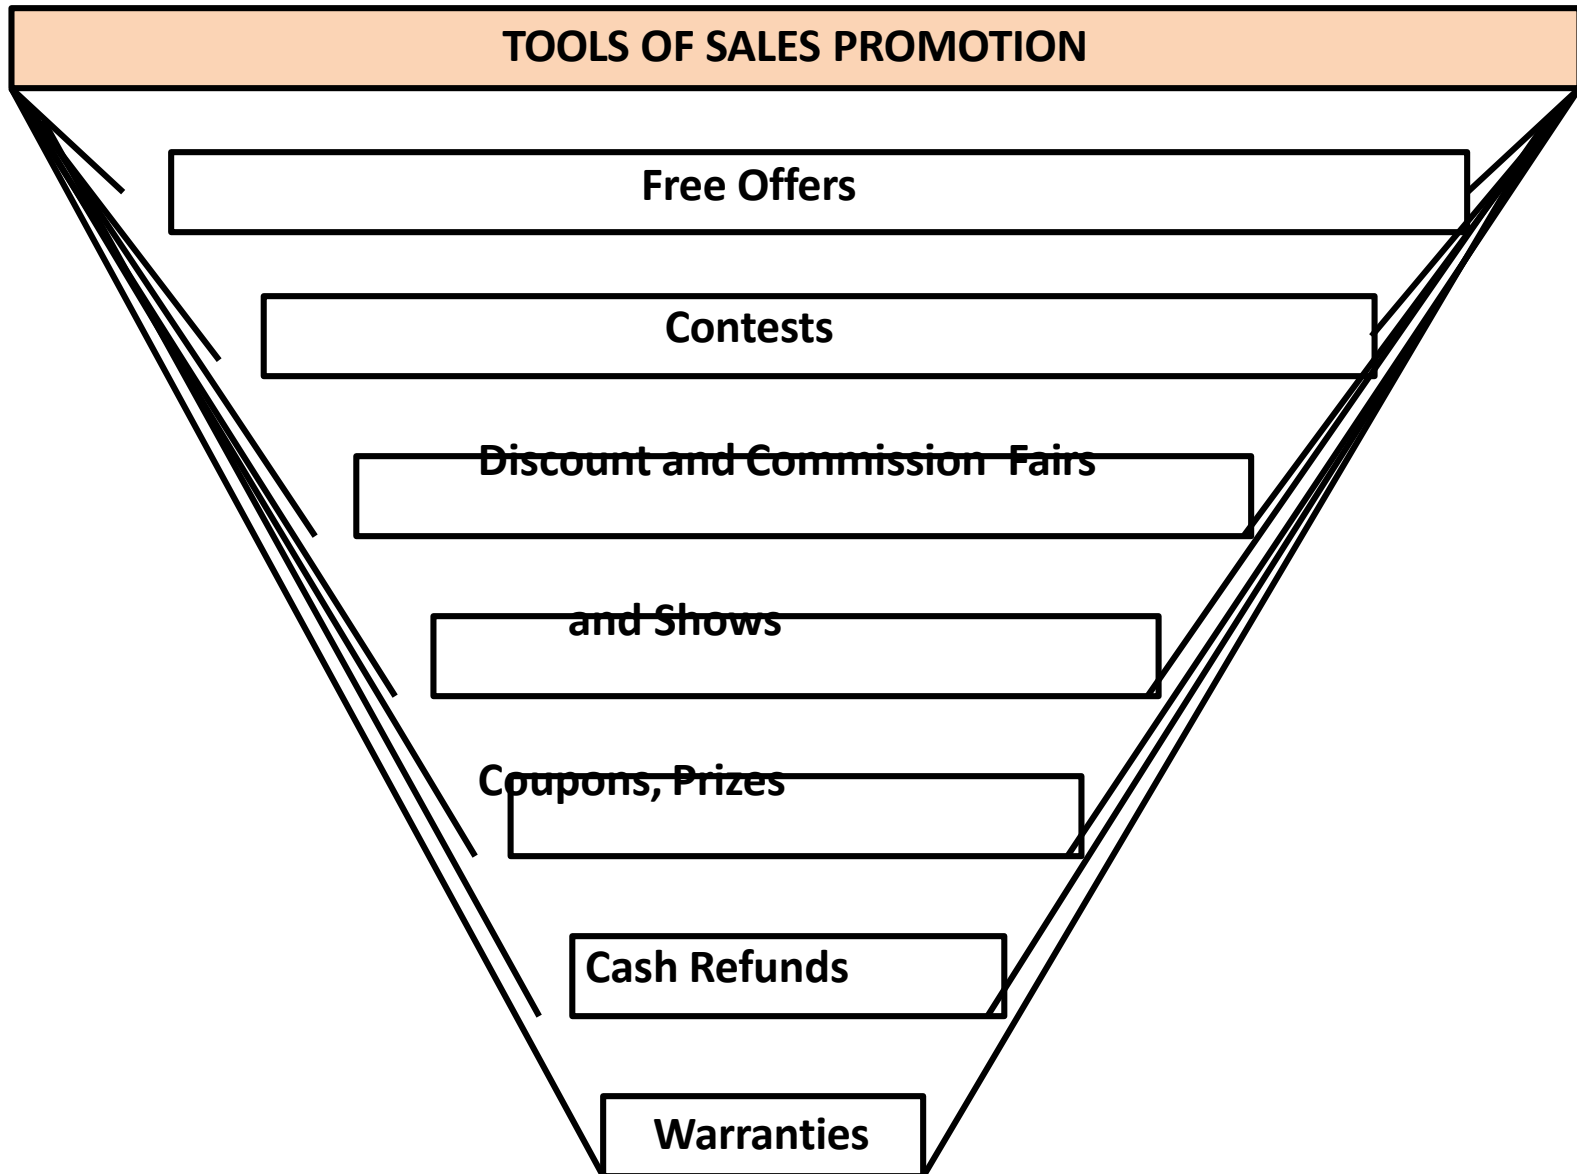 TOOLS OF SALES PROMOTION
Free Offers
Contests
Discount and Commission Fairs
and Shows
Coupons, Prizes
Cash Refunds
Warranties